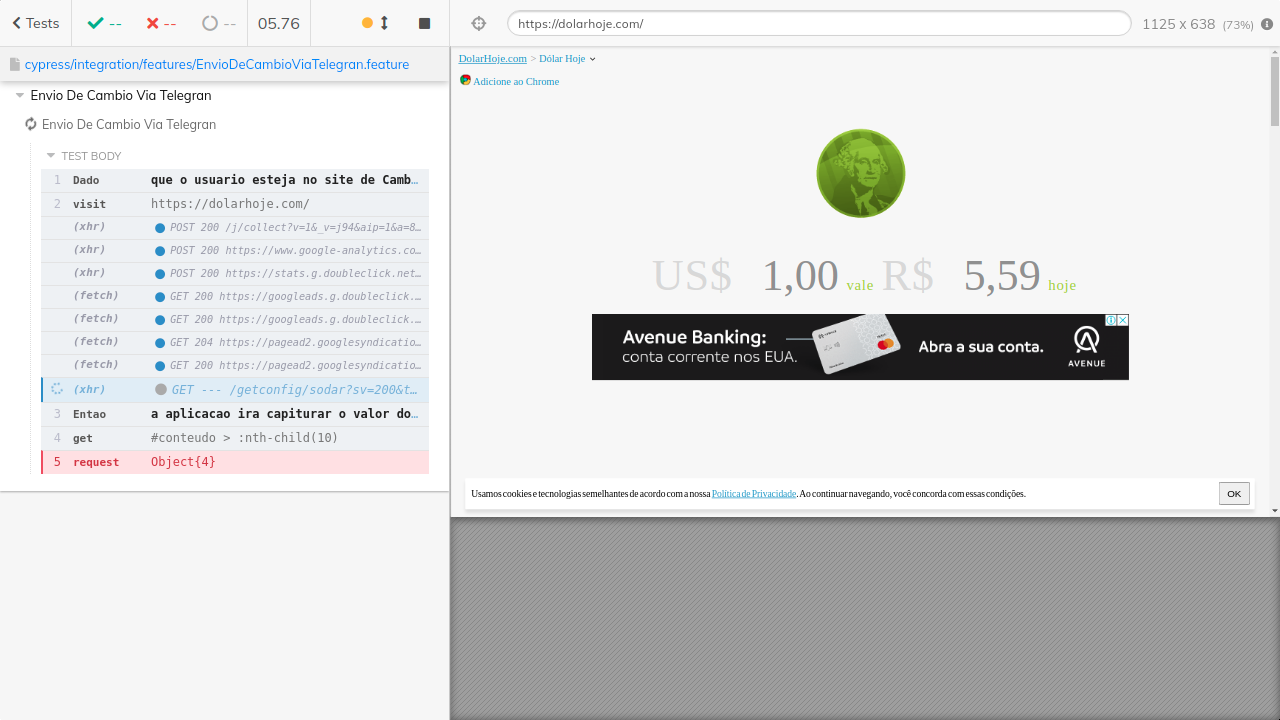 Tests
--
--
--
05.76
https://dolarhoje.com/
1125 x 638 (73%)
cypress/integration/features/EnvioDeCambioViaTelegran.feature
Envio De Cambio Via Telegran
Envio De Cambio Via Telegran
TEST BODY
1 Dado que o usuario esteja no site de Camb…
2 visit https://dolarhoje.com/
(xhr) POST 200 /j/collect?v=1&_v=j94&aip=1&a=8…
(xhr) POST 200 https://www.google-analytics.co…
(xhr) POST 200 https://stats.g.doubleclick.net…
(fetch) GET 200 https://googleads.g.doubleclick.…
(fetch) GET 200 https://googleads.g.doubleclick.…
(fetch) GET 204 https://pagead2.googlesyndicatio…
(fetch) GET 200 https://pagead2.googlesyndicatio…
(xhr) GET --- /getconfig/sodar?sv=200&t…
3 Entao a aplicacao ira capiturar o valor do…
4 get #conteudo > :nth-child(10)
5 request Object{4}
DolarHoje.com > Dólar Hoje
Adicione ao Chrome
US$ 1,00 vale R$ 5,59 hoje
Avenue Banking:
conta corrente nos EUA.
Abra a sua conta.
AVENUE
Usamos cookies e tecnologias semelhantes de acordo com a nossa Política de Privacidade. Ao continuar navegando, você concorda com essas condições.
OK